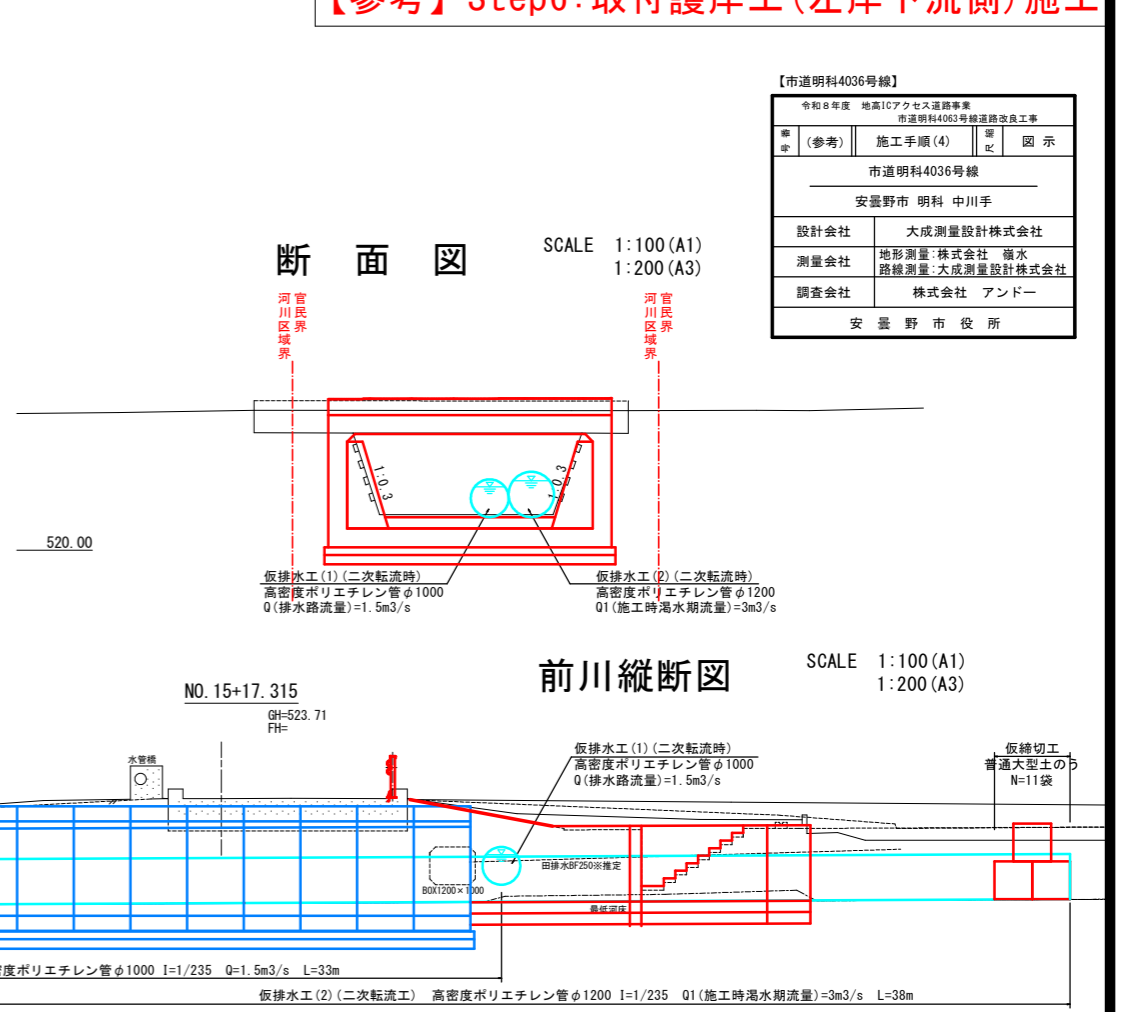 【参考】Step6:取付護岸工(左岸下流側)施工
【市道明科4036号線】
令和8年度 地高ICアクセス道路事業
市道明科4063号線道路改良工事
(参考) 施工手順(4) 図 示
市道明科4036号線
安曇野市 明科 中川手
設計会社 大成測量設計株式会社
測量会社 地形測量:株式会社 嶺水
路線測量:大成測量設計株式会社
調査会社 株式会社 アンドー
安 曇 野 市 役 所
断 面 図
SCALE 1:100(A1)
1:200(A3)
官民界
河川区域界
官民界
河川区域界
1:0.3
1:0.3
520.00
仮排水工(1)(二次転流時)
高密度ポリエチレン管φ1000
Q(排水路流量)=1.5m3/s
仮排水工(2)(二次転流時)
高密度ポリエチレン管φ1200
Q1(施工時渇水期流量)=3m3/s
前川縦断図
SCALE 1:100(A1)
1:200(A3)
NO.15+17.315
GH=523.71
FH=
水管橋
仮排水工(1)(二次転流時)
高密度ポリエチレン管φ1000
Q(排水路流量)=1.5m3/s
仮締切工
普通大型土のう
N=11袋
田排水BF250※推定
BOX1200×1000
最低河床
密度ポリエチレン管φ1000 I=1/235 Q=1.5m3/s L=33m
仮排水工(2)(二次転流工) 高密度ポリエチレン管φ1200 I=1/235 Q1(施工時渇水期流量)=3m3/s L=38m